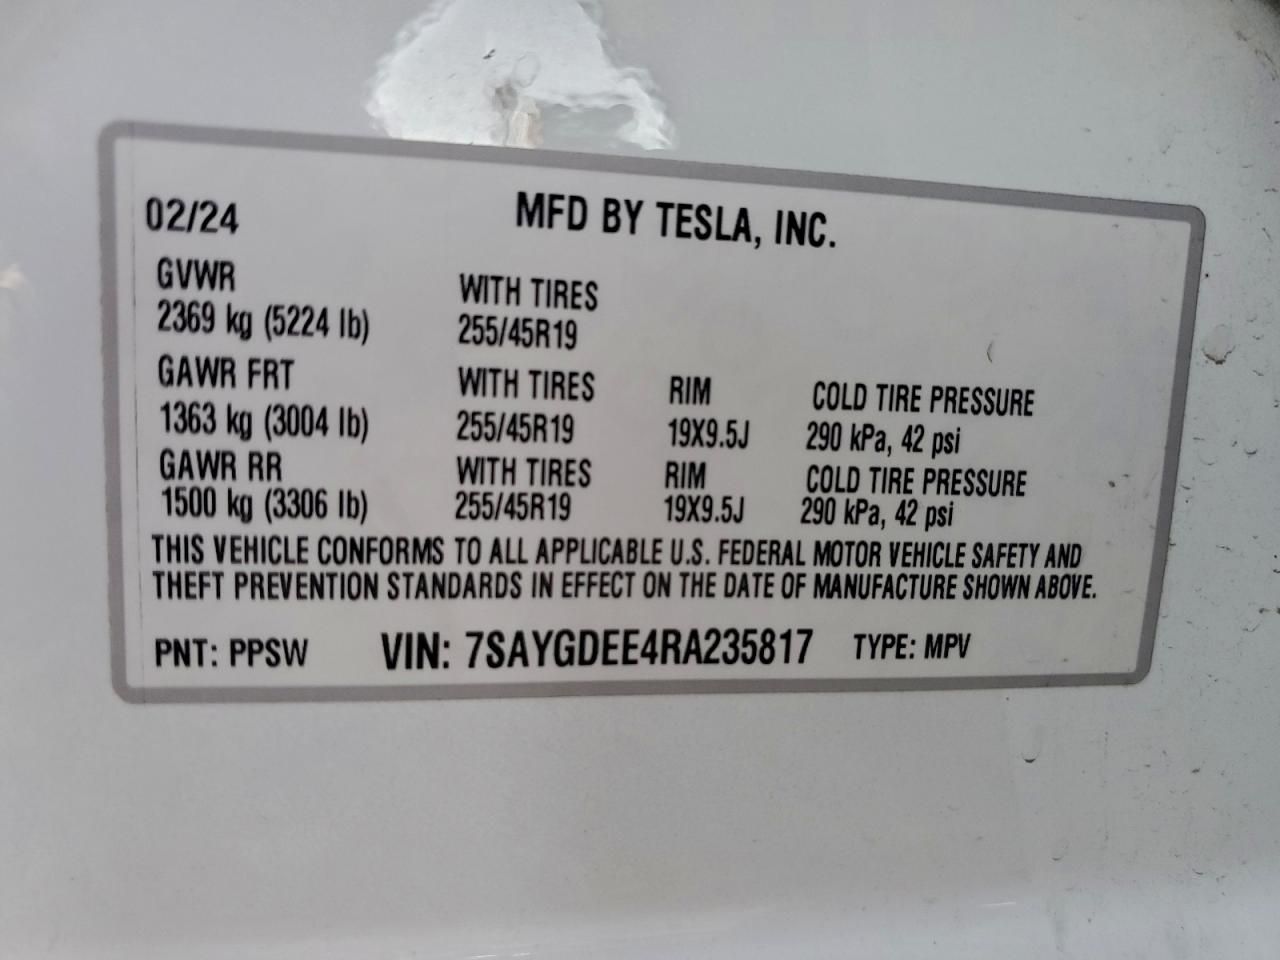 02/24 MFD BY TESLA, INC.
GVWR WITH TIRES
2369 kg (5224 lb) 255/45R19
GAWR FRT WITH TIRES RIM COLD TIRE PRESSURE
1363 kg (3004 lb) 255/45R19 19X9.5J 290 kPa, 42 psi
GAWR RR WITH TIRES RIM COLD TIRE PRESSURE
1500 kg (3306 lb) 255/45R19 19X9.5J 290 kPa, 42 psi
THIS VEHICLE CONFORMS TO ALL APPLICABLE U.S. FEDERAL MOTOR VEHICLE SAFETY AND
THEFT PREVENTION STANDARDS IN EFFECT ON THE DATE OF MANUFACTURE SHOWN ABOVE.
PNT: PPSW VIN: 7SAYGDEE4RA235817 TYPE: MPV